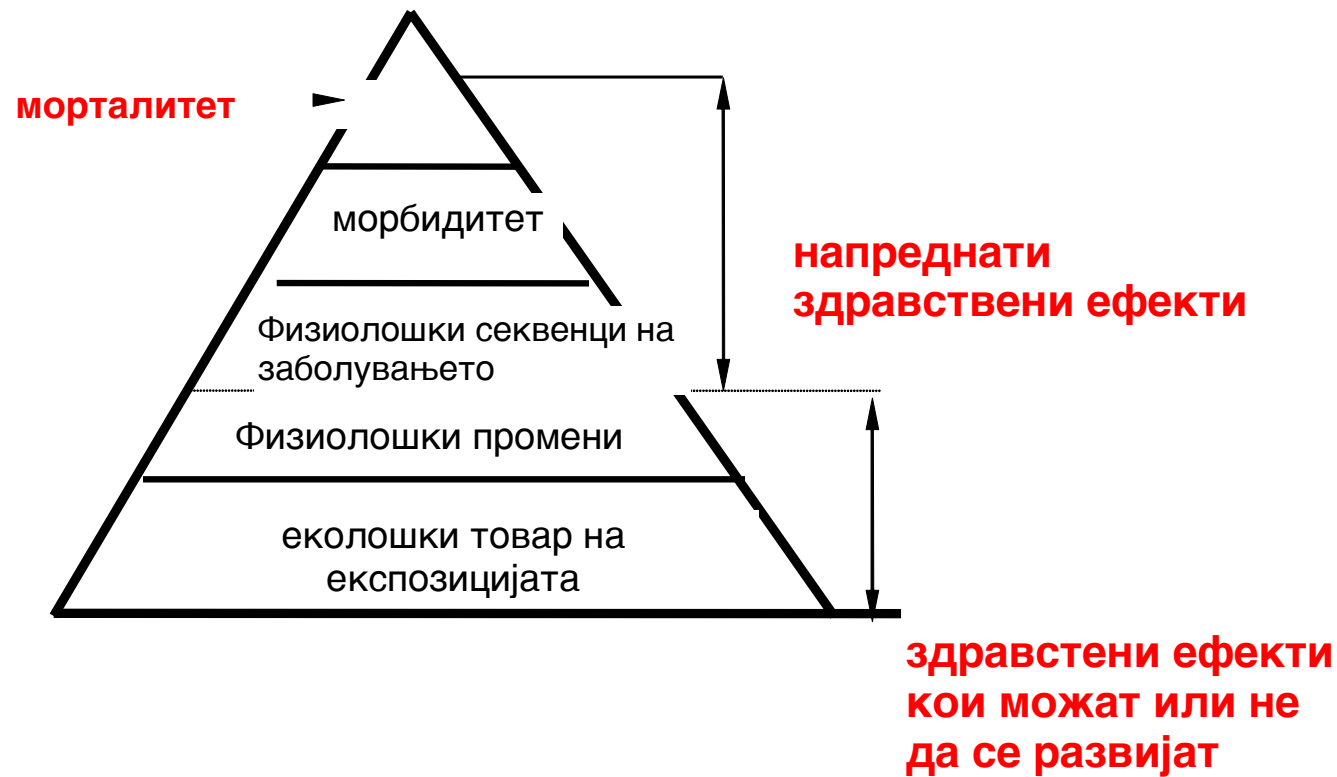 морталитет
морбидитет
напреднати
здравствени ефекти
Физиолошки секвенци на
заболувањето
Физиолошки промени
еколошки товар на
експозицијата
здравстени ефекти
кои можат или не
да се развијат